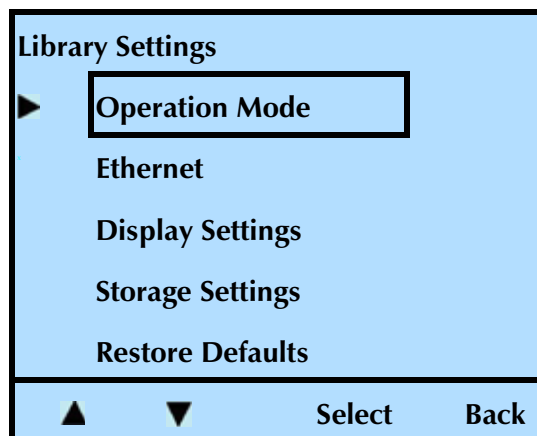 Library Settings
Operation Mode
Ethernet
Display Settings
Storage Settings
Restore Defaults
Select Back